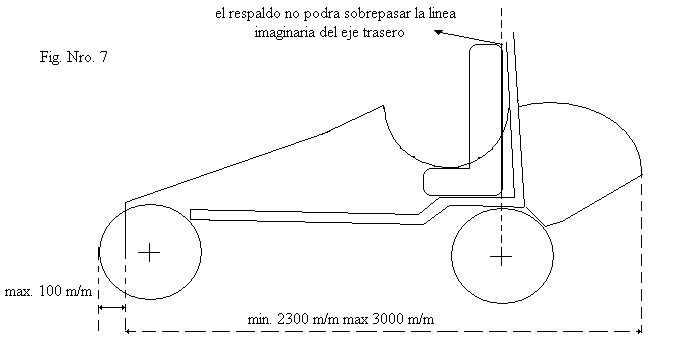 el respaldo no podra sobrepasar la linea
imaginaria del eje trasero
Fig. Nro. 7
max. 100 m/m
min. 2300 m/m max 3000 m/m